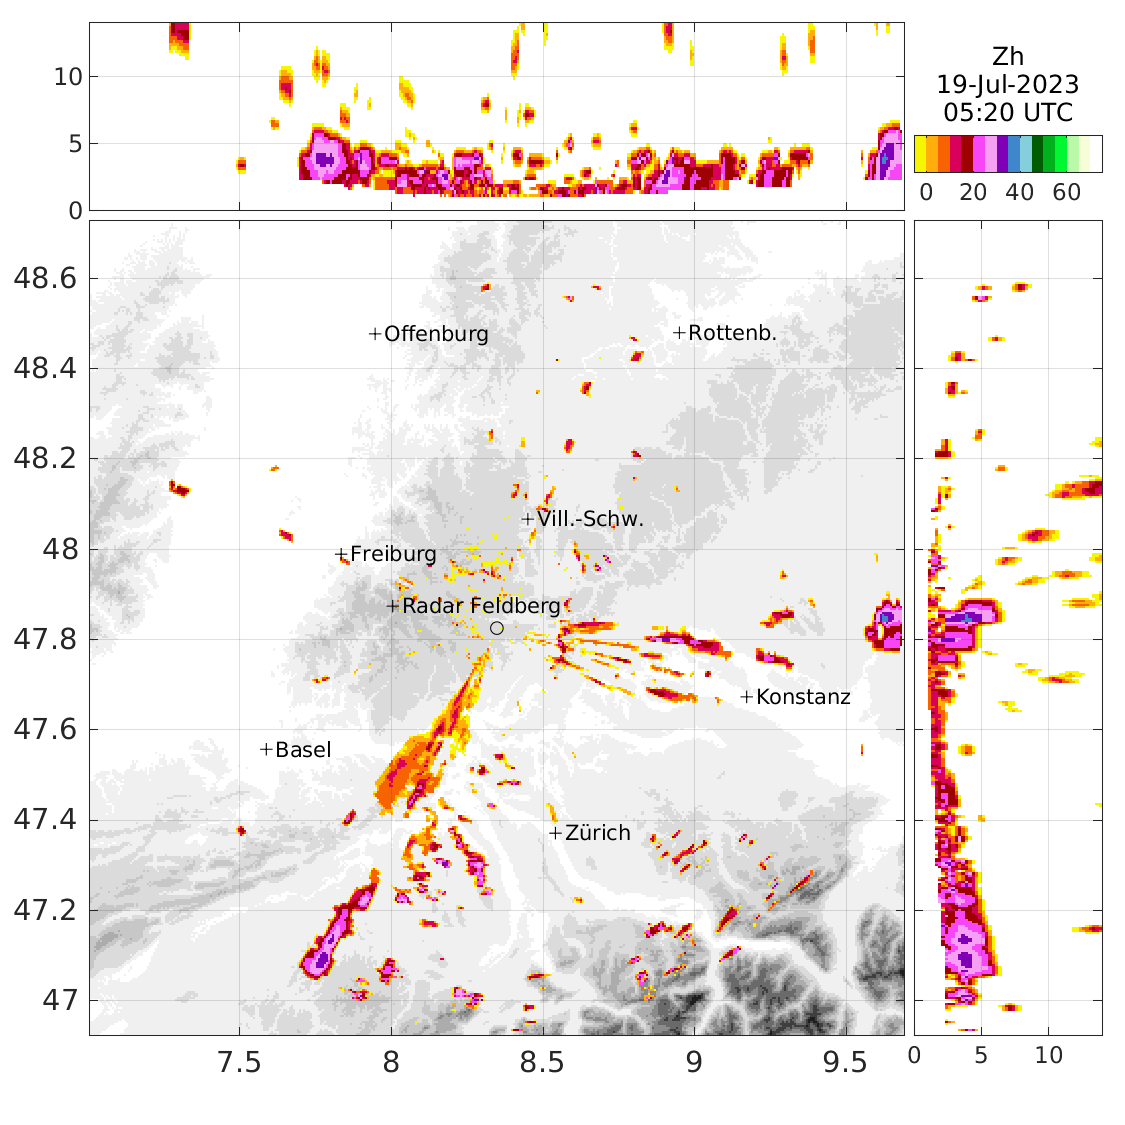 Zh
19-Jul-2023
05:20 UTC
0 20 40 60
10
5
0
48.6
48.4
48.2
48
47.8
47.6
47.4
47.2
47
+Offenburg
+Rottenb.
+Vill.-Schw.
+Freiburg
+Radar Feldberg
+Konstanz
+Basel
+Zürich
7.5 8 8.5 9 9.5
0 5 10